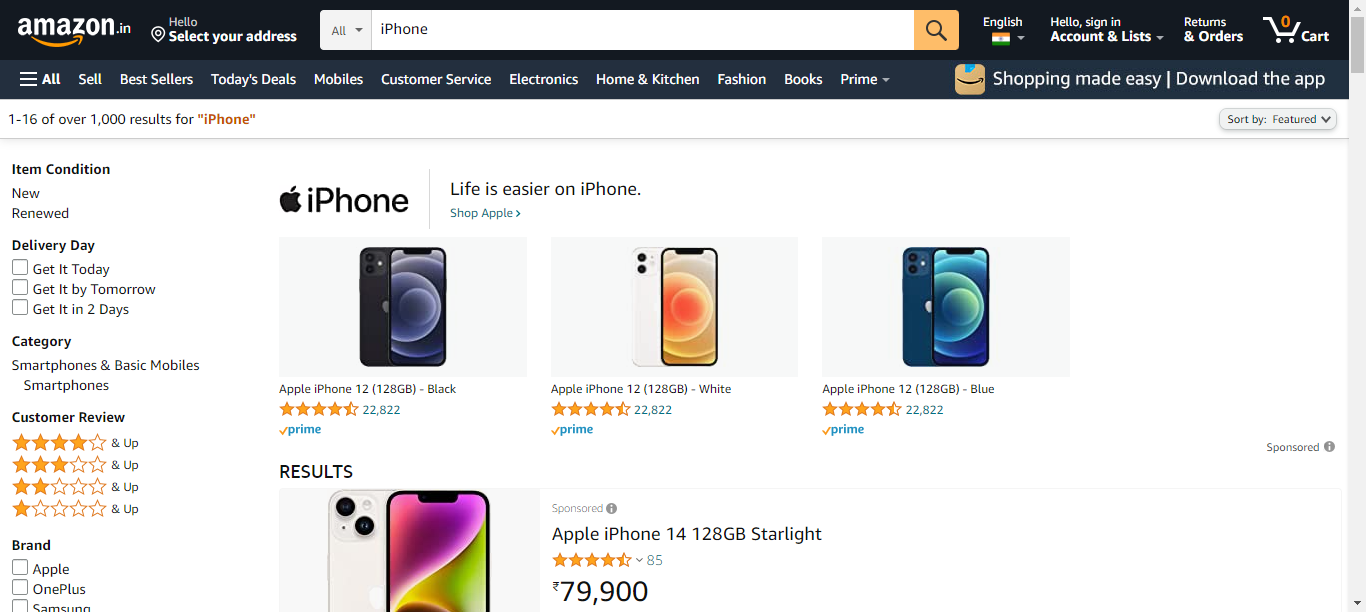 amazon.in
Hello
Select your address
All
iPhone
English
Hello, sign in
Account & Lists
Returns
& Orders
0
Cart
All
Sell
Best Sellers
Today's Deals
Mobiles
Customer Service
Electronics
Home & Kitchen
Fashion
Books
Prime
Shopping made easy | Download the app
1-16 of over 1,000 results for "iPhone"
Sort by: Featured
Item Condition
New
Renewed
Delivery Day
Get It Today
Get It by Tomorrow
Get It in 2 Days
Category
Smartphones & Basic Mobiles
Smartphones
Customer Review
& Up
& Up
& Up
& Up
Brand
Apple
OnePlus
Samsung
iPhone
Life is easier on iPhone.
Shop Apple ›
Apple iPhone 12 (128GB) - Black
22,822
prime
Apple iPhone 12 (128GB) - White
22,822
prime
Apple iPhone 12 (128GB) - Blue
22,822
prime
Sponsored
RESULTS
Sponsored
Apple iPhone 14 128GB Starlight
85
₹79,900